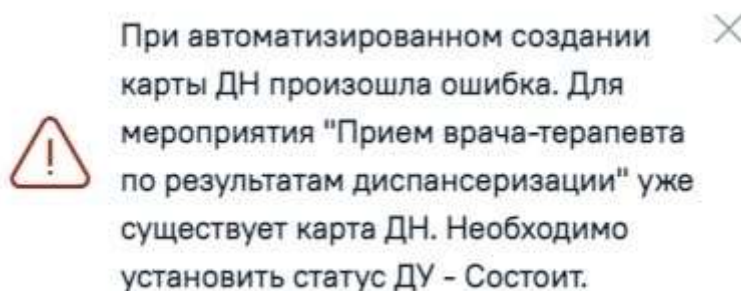 При автоматизированном создании
карты ДН произошла ошибка. Для
мероприятия "Прием врача-терапевта
по результатам диспансеризации" уже
существует карта ДН. Необходимо
установить статус ДУ - Состоит.